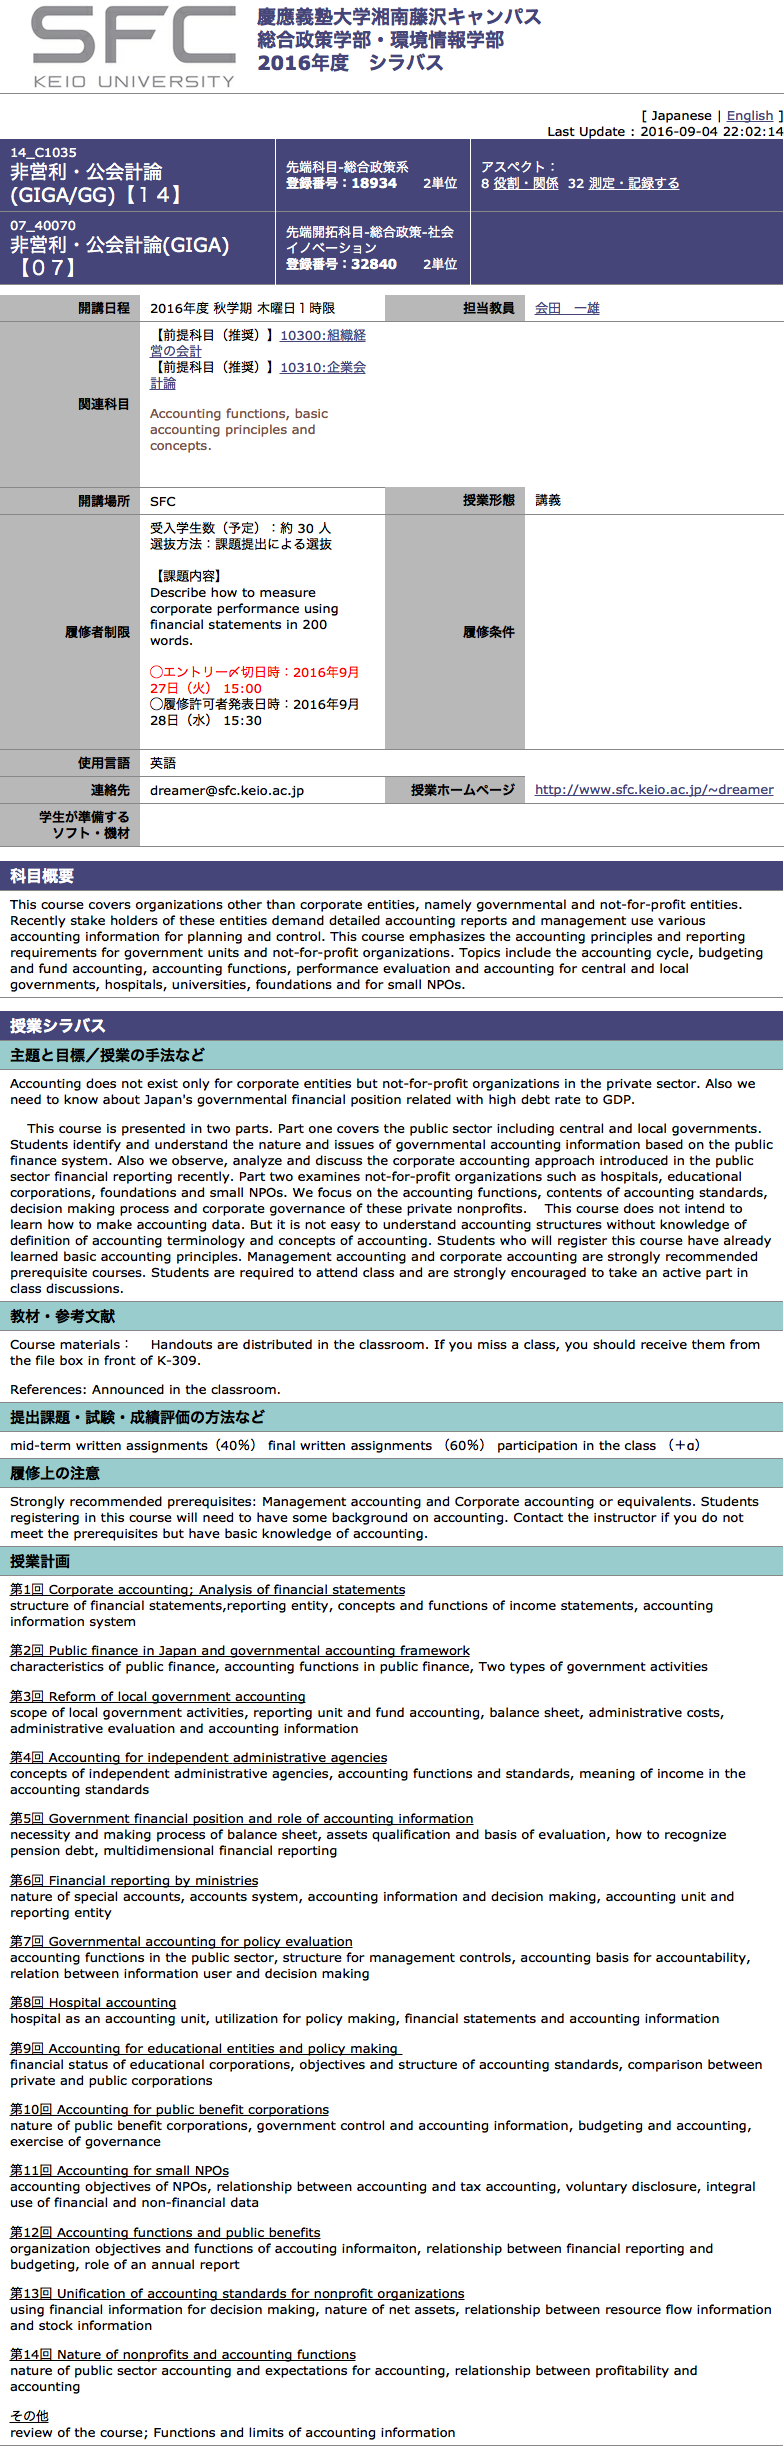 SFC
KEIO UNIVERSITY
慶應義塾大学湘南藤沢キャンパス
総合政策学部・環境情報学部
2016年度　シラバス
[ Japanese | English ]
Last Update : 2016-09-04 22:02:14
14_C1035
非営利・公会計論
(GIGA/GG)【１４】
先端科目-総合政策系
登録番号：18934　2単位
アスペクト：
8 役割・関係 32 測定・記録する
07_40070
非営利・公会計論(GIGA)
【０７】
先端開拓科目-総合政策-社会
イノベーション
登録番号：32840　2単位
開講日程
2016年度 秋学期 木曜日１時限
担当教員
会田　一雄
関連科目
【前提科目（推奨）】10300:組織経
営の会計
【前提科目（推奨）】10310:企業会
計論
Accounting functions, basic
accounting principles and
concepts.
開講場所
SFC
授業形態
講義
履修者制限
受入学生数（予定）：約 30 人
選抜方法：課題提出による選抜
【課題内容】
Describe how to measure
corporate performance using
financial statements in 200
words.
◯エントリー〆切日時：2016年9月
27日（火） 15:00
◯履修許可者発表日時：2016年9月
28日（水） 15:30
履修条件
使用言語
英語
連絡先
dreamer@sfc.keio.ac.jp
授業ホームページ
http://www.sfc.keio.ac.jp/~dreamer
学生が準備する
ソフト・機材
科目概要
This course covers organizations other than corporate entities, namely governmental and not-for-profit entities.
Recently stake holders of these entities demand detailed accounting reports and management use various
accounting information for planning and control. This course emphasizes the accounting principles and reporting
requirements for government units and not-for-profit organizations. Topics include the accounting cycle, budgeting
and fund accounting, accounting functions, performance evaluation and accounting for central and local
governments, hospitals, universities, foundations and for small NPOs.
授業シラバス
主題と目標／授業の手法など
Accounting does not exist only for corporate entities but not-for-profit organizations in the private sector. Also we
need to know about Japan's governmental financial position related with high debt rate to GDP.
This course is presented in two parts. Part one covers the public sector including central and local governments.
Students identify and understand the nature and issues of governmental accounting information based on the public
finance system. Also we observe, analyze and discuss the corporate accounting approach introduced in the public
sector financial reporting recently. Part two examines not-for-profit organizations such as hospitals, educational
corporations, foundations and small NPOs. We focus on the accounting functions, contents of accounting standards,
decision making process and corporate governance of these private nonprofits.　This course does not intend to
learn how to make accounting data. But it is not easy to understand accounting structures without knowledge of
definition of accounting terminology and concepts of accounting. Students who will register this course have already
learned basic accounting principles. Management accounting and corporate accounting are strongly recommended
prerequisite courses. Students are required to attend class and are strongly encouraged to take an active part in
class discussions.
教材・参考文献
Course materials：　Handouts are distributed in the classroom. If you miss a class, you should receive them from
the file box in front of K-309.
References: Announced in the classroom.
提出課題・試験・成績評価の方法など
mid-term written assignments（40%） final written assignments （60%） participation in the class （＋α）
履修上の注意
Strongly recommended prerequisites: Management accounting and Corporate accounting or equivalents. Students
registering in this course will need to have some background on accounting. Contact the instructor if you do not
meet the prerequisites but have basic knowledge of accounting.
授業計画
第1回 Corporate accounting; Analysis of financial statements
structure of financial statements,reporting entity, concepts and functions of income statements, accounting
information system
第2回 Public finance in Japan and governmental accounting framework
characteristics of public finance, accounting functions in public finance, Two types of government activities
第3回 Reform of local government accounting
scope of local government activities, reporting unit and fund accounting, balance sheet, administrative costs,
administrative evaluation and accounting information
第4回 Accounting for independent administrative agencies
concepts of independent administrative agencies, accounting functions and standards, meaning of income in the
accounting standards
第5回 Government financial position and role of accounting information
necessity and making process of balance sheet, assets qualification and basis of evaluation, how to recognize
pension debt, multidimensional financial reporting
第6回 Financial reporting by ministries
nature of special accounts, accounts system, accounting information and decision making, accounting unit and
reporting entity
第7回 Governmental accounting for policy evaluation
accounting functions in the public sector, structure for management controls, accounting basis for accountability,
relation between information user and decision making
第8回 Hospital accounting
hospital as an accounting unit, utilization for policy making, financial statements and accounting information
第9回 Accounting for educational entities and policy making
financial status of educational corporations, objectives and structure of accounting standards, comparison between
private and public corporations
第10回 Accounting for public benefit corporations
nature of public benefit corporations, government control and accounting information, budgeting and accounting,
exercise of governance
第11回 Accounting for small NPOs
accounting objectives of NPOs, relationship between accounting and tax accounting, voluntary disclosure, integral
use of financial and non-financial data
第12回 Accounting functions and public benefits
organization objectives and functions of accouting informaiton, relationship between financial reporting and
budgeting, role of an annual report
第13回 Unification of accounting standards for nonprofit organizations
using financial information for decision making, nature of net assets, relationship between resource flow information
and stock information
第14回 Nature of nonprofits and accounting functions
nature of public sector accounting and expectations for accounting, relationship between profitability and
accounting
その他
review of the course; Functions and limits of accounting information